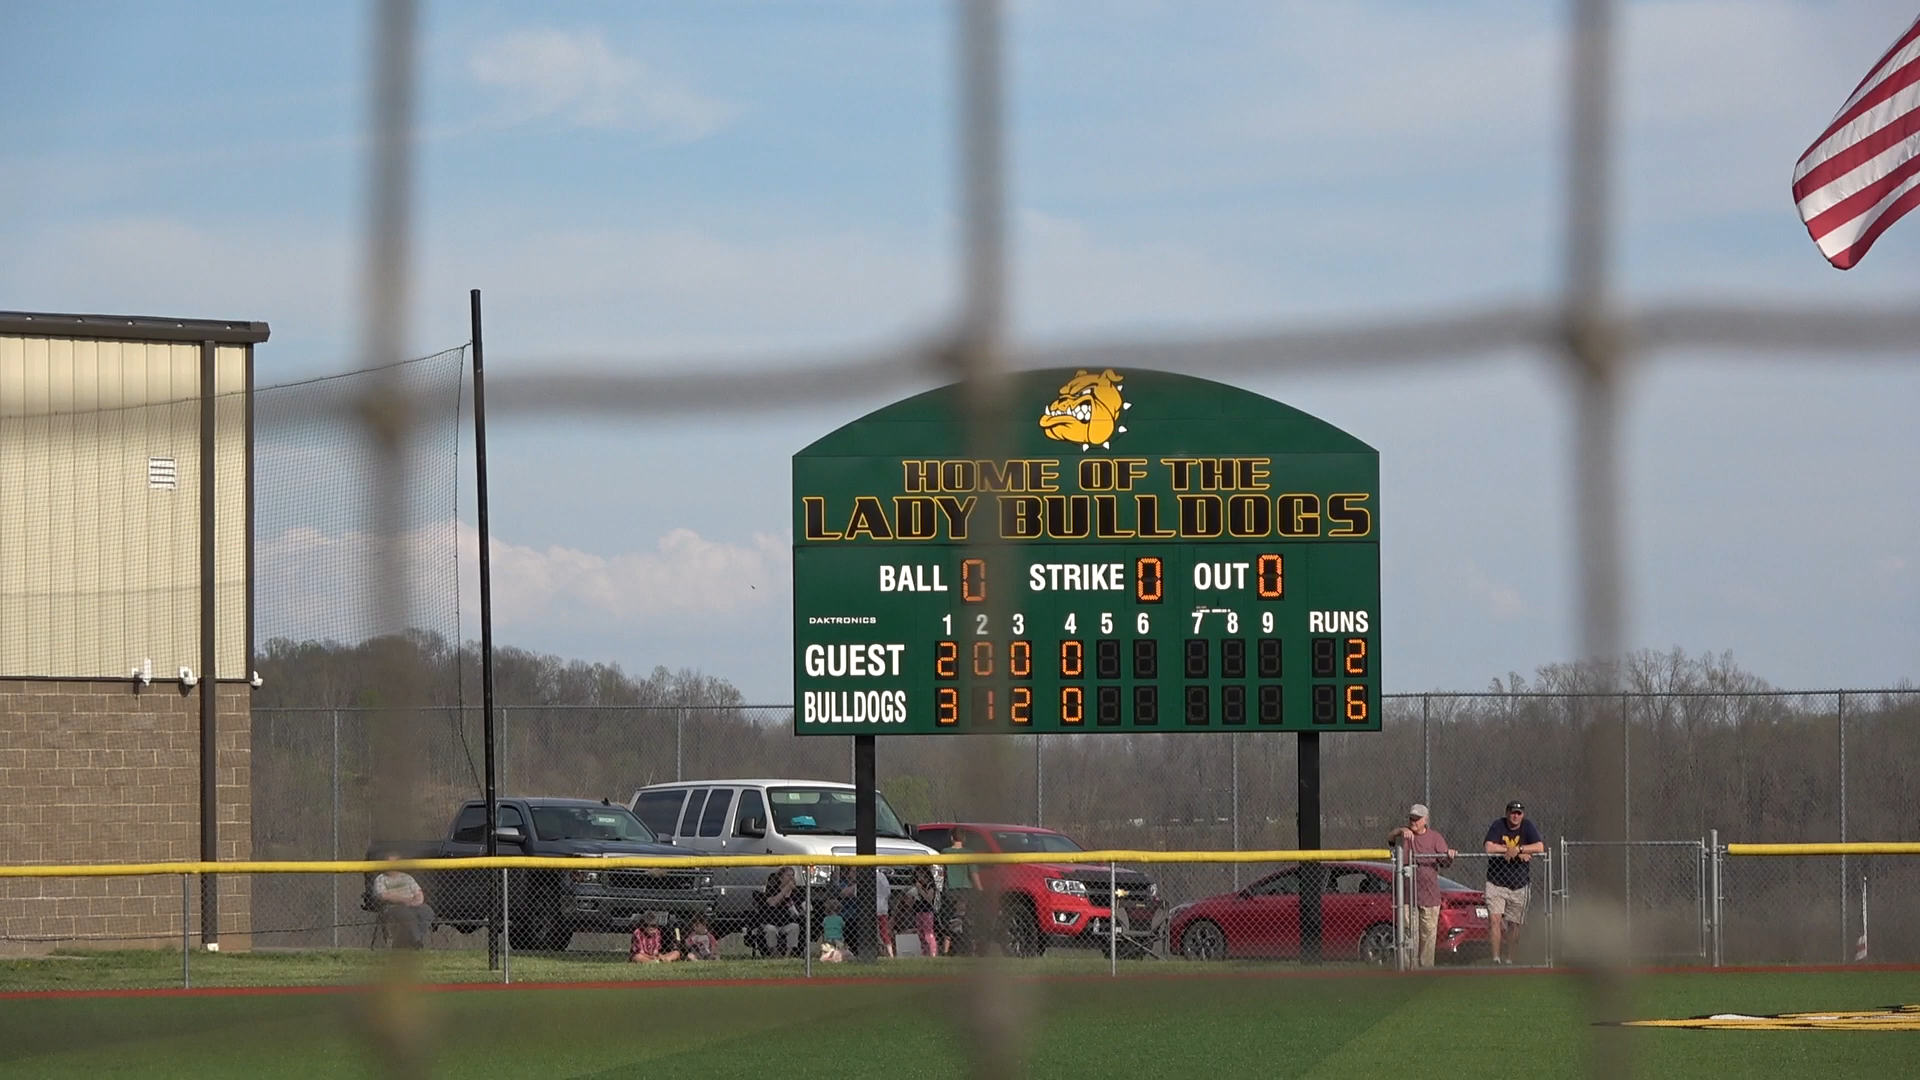 HOME OF THE
LADY BULLDOGS
BALL 0 STRIKE 0 OUT 0
DAKTRONICS 1 2 3 4 5 6 7 8 9 RUNS
GUEST 2 0 0 0 2
BULLDOGS 3 1 2 0 6